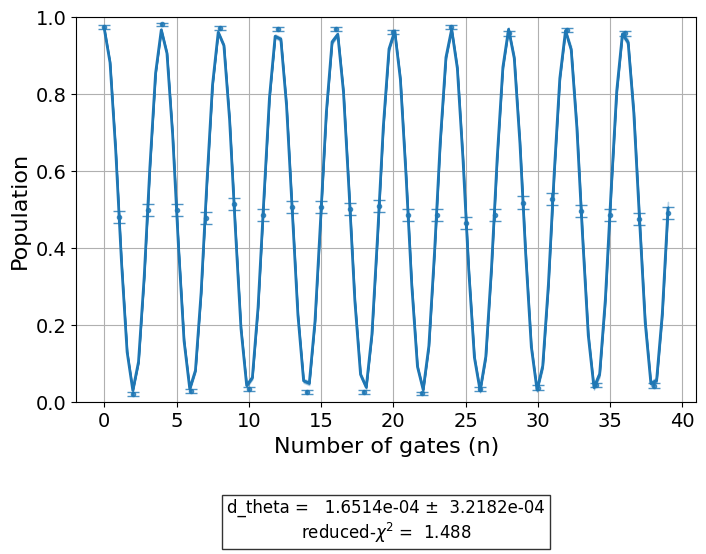 Population
1.0
0.8
0.6
0.4
0.2
0.0
0 5 10 15 20 25 30 35 40
Number of gates (n)
d_theta = 1.6514e-04 ± 3.2182e-04
reduced-χ² = 1.488